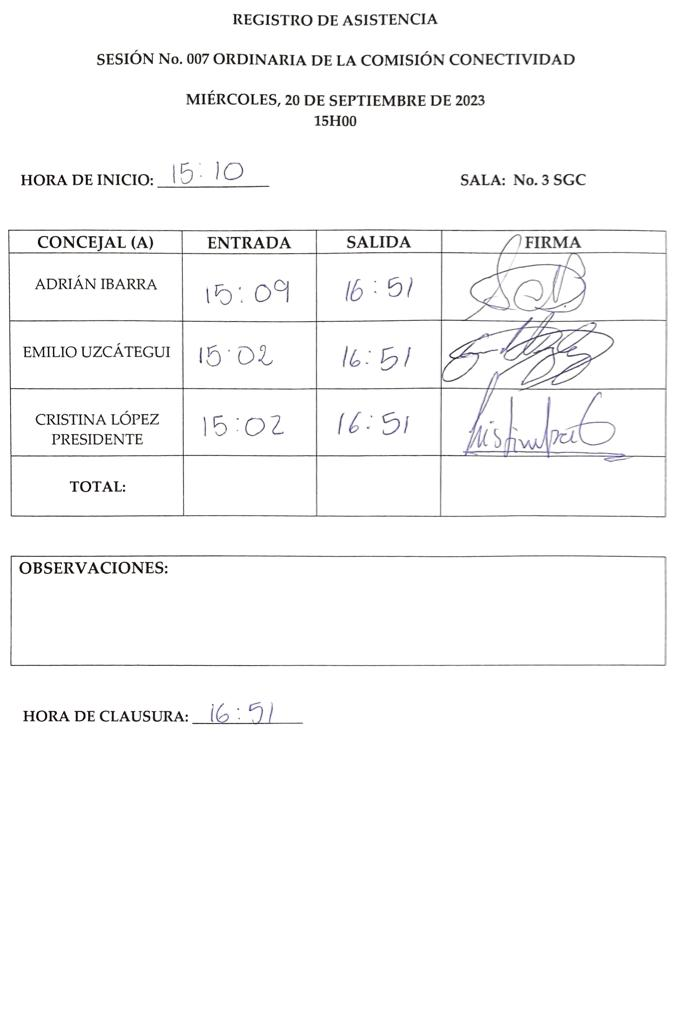 REGISTRO DE ASISTENCIA
SESIÓN No. 007 ORDINARIA DE LA COMISIÓN CONECTIVIDAD
MIÉRCOLES, 20 DE SEPTIEMBRE DE 2023
15H00
HORA DE INICIO: 15:10 SALA: No. 3 SGC
CONCEJAL (A) ENTRADA SALIDA FIRMA
ADRIÁN IBARRA 15:09 16:51
EMILIO UZCÁTEGUI 15:02 16:51
CRISTINA LÓPEZ
PRESIDENTE 15:02 16:51
TOTAL:
OBSERVACIONES:
HORA DE CLAUSURA: 16:51